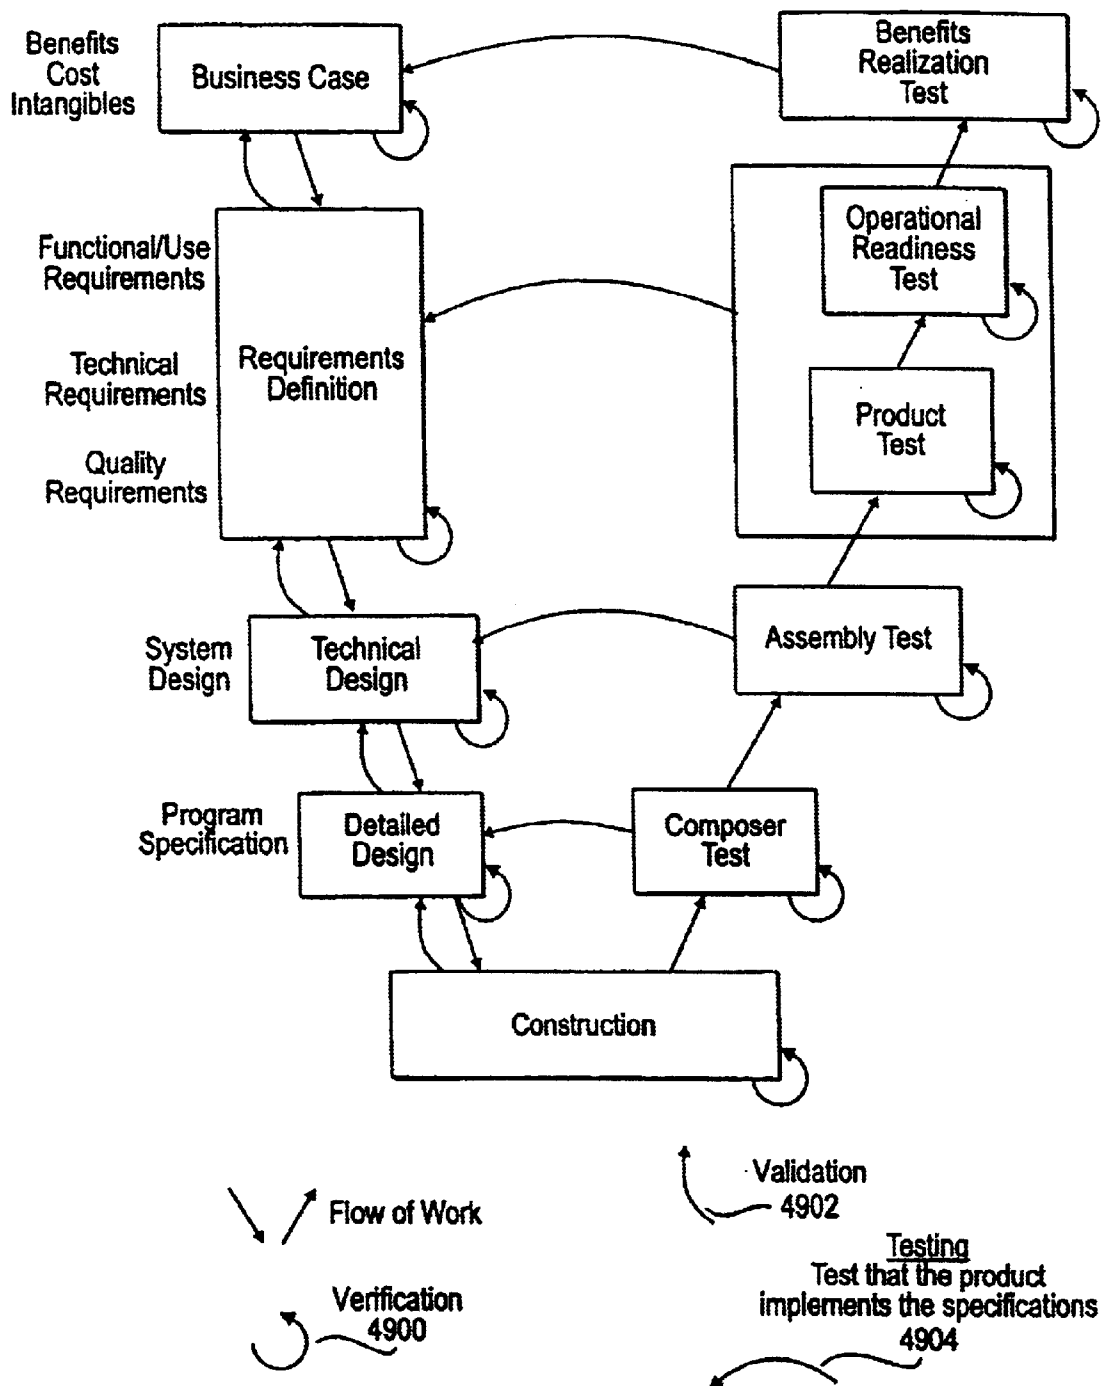 Benefits
Cost
Intangibles
Business Case
Benefits
Realization
Test
Functional/Use
Requirements
Technical
Requirements
Quality
Requirements
Requirements
Definition
Operational
Readiness
Test
Product
Test
System
Design
Technical
Design
Assembly Test
Program
Specification
Detailed
Design
Composer
Test
Construction
Flow of Work
Validation
4902
Verification
4900
Testing
Test that the product
implements the specifications
4904